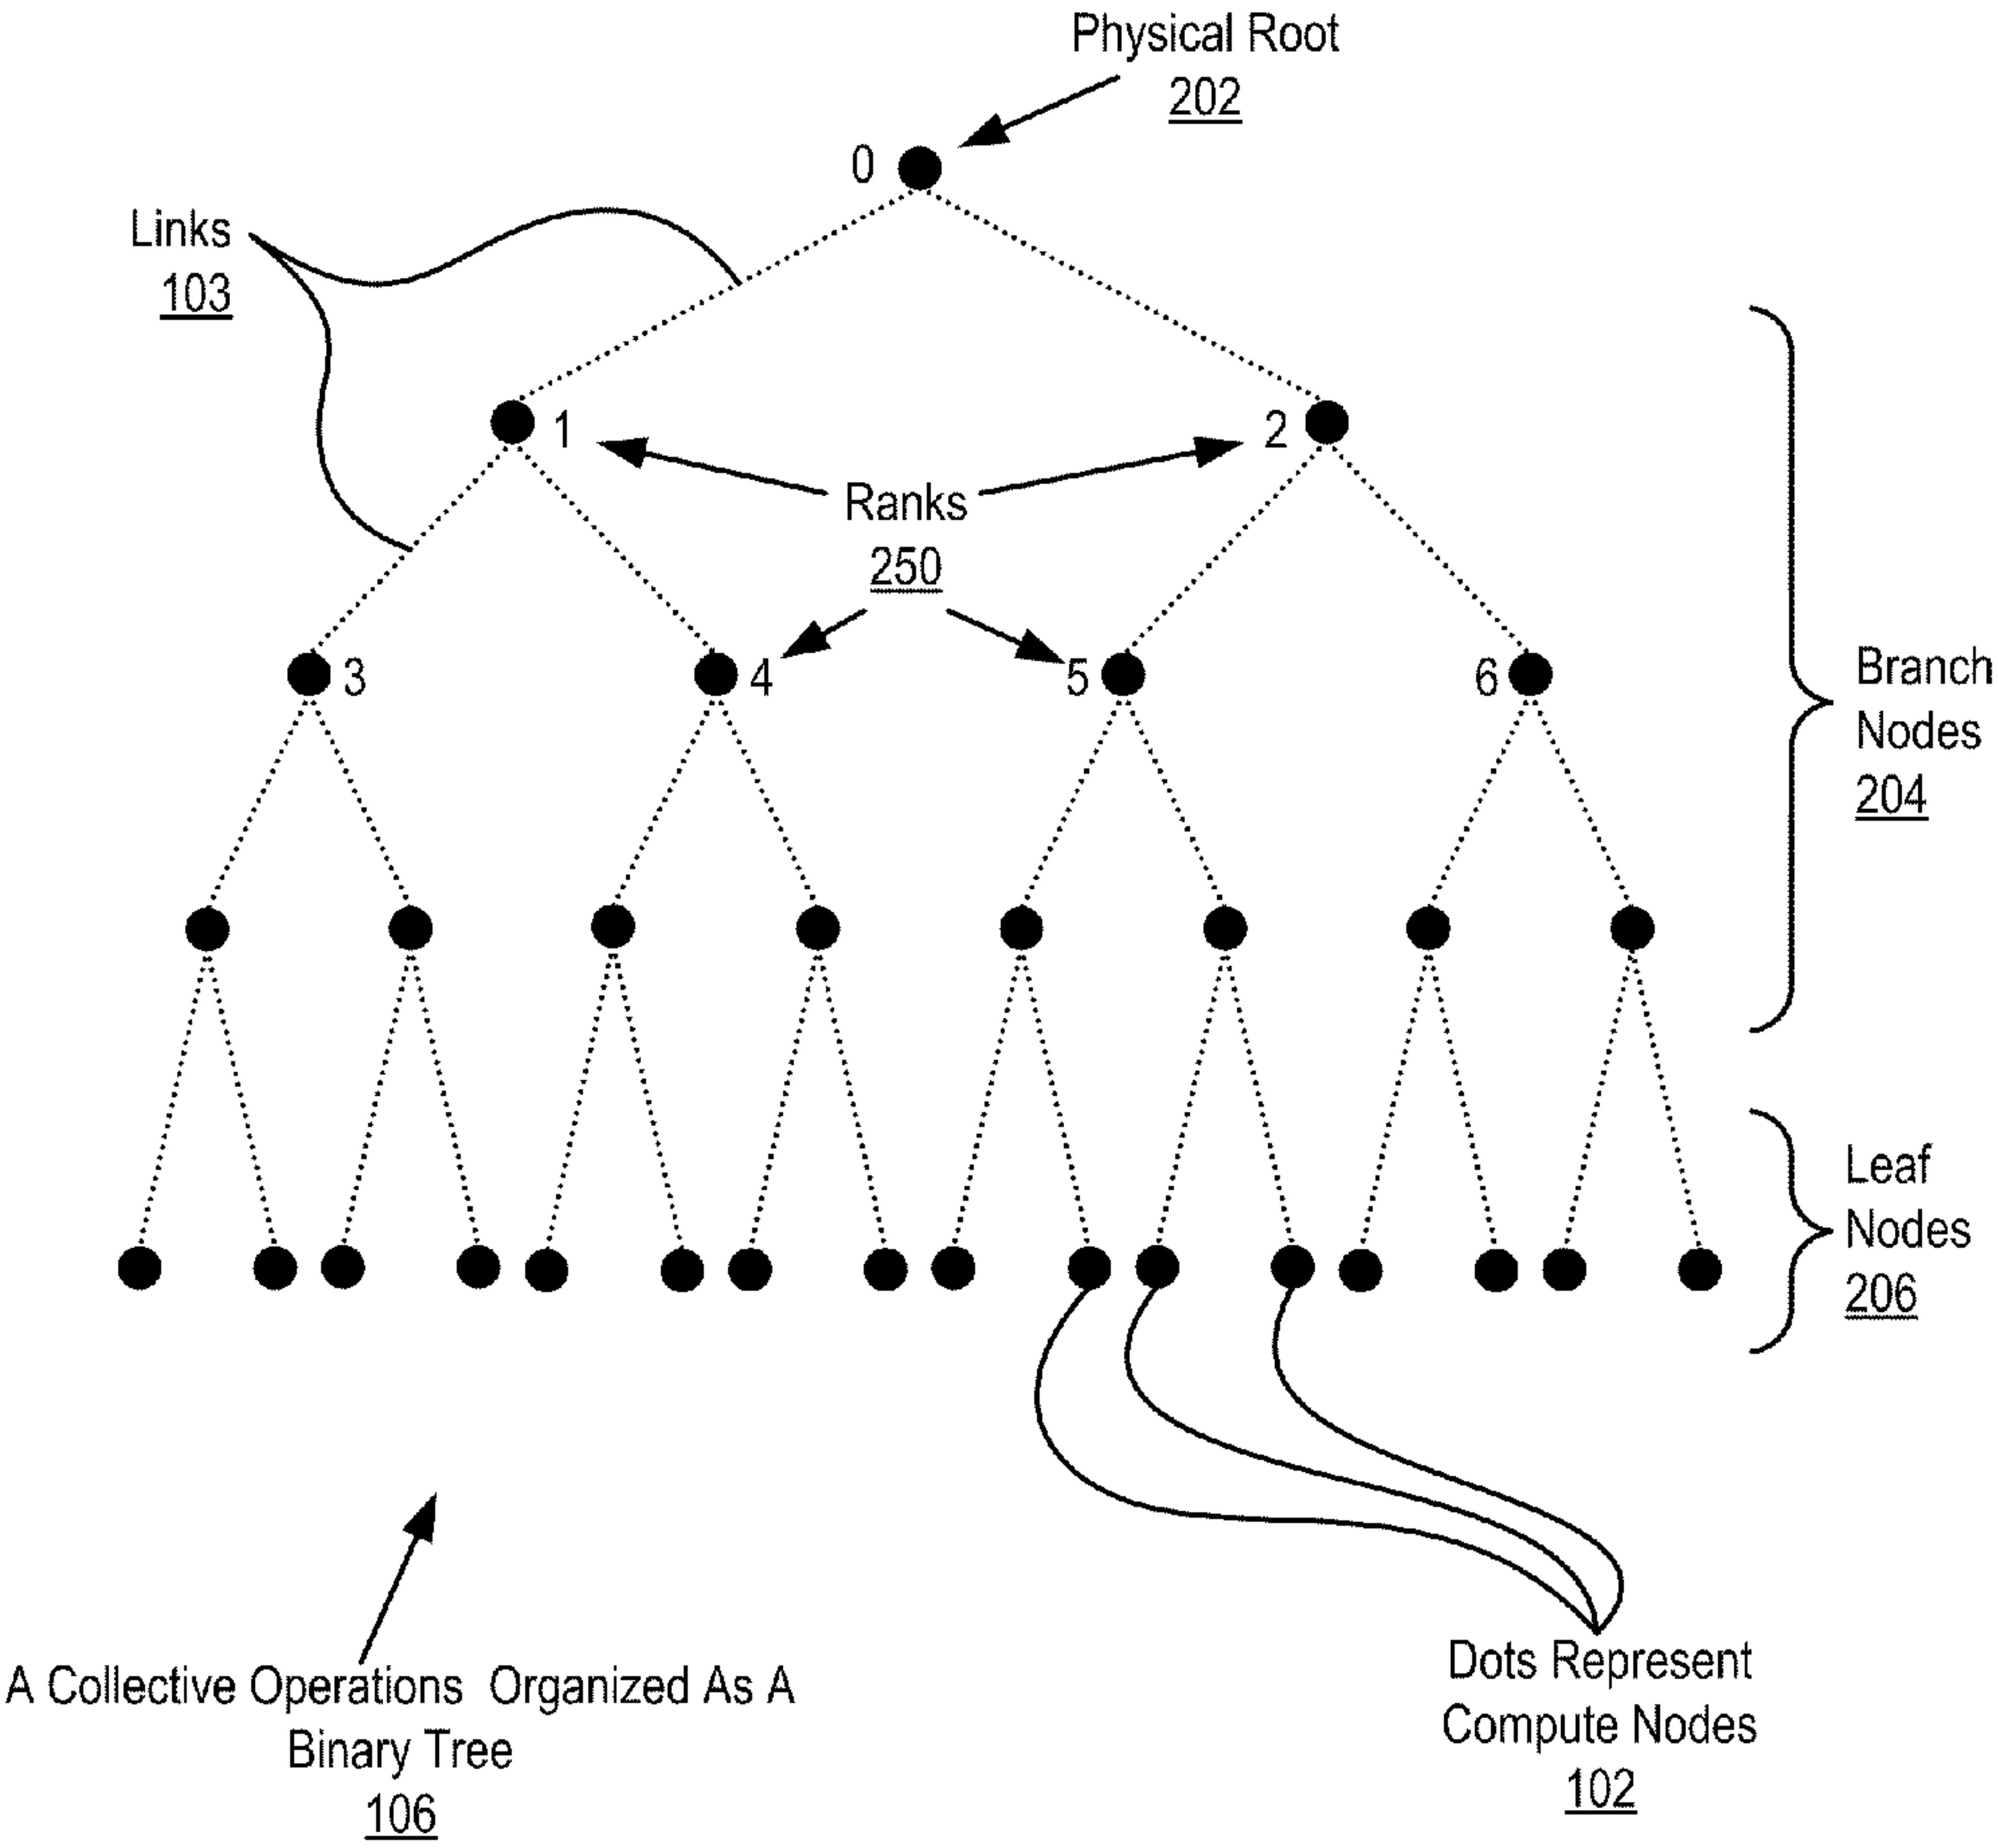 Physical Root
202
0
Links
103
1
2
Ranks
250
3
4
5
6
Branch
Nodes
204
Leaf
Nodes
206
A Collective Operations Organized As A
Binary Tree
106
Dots Represent
Compute Nodes
102